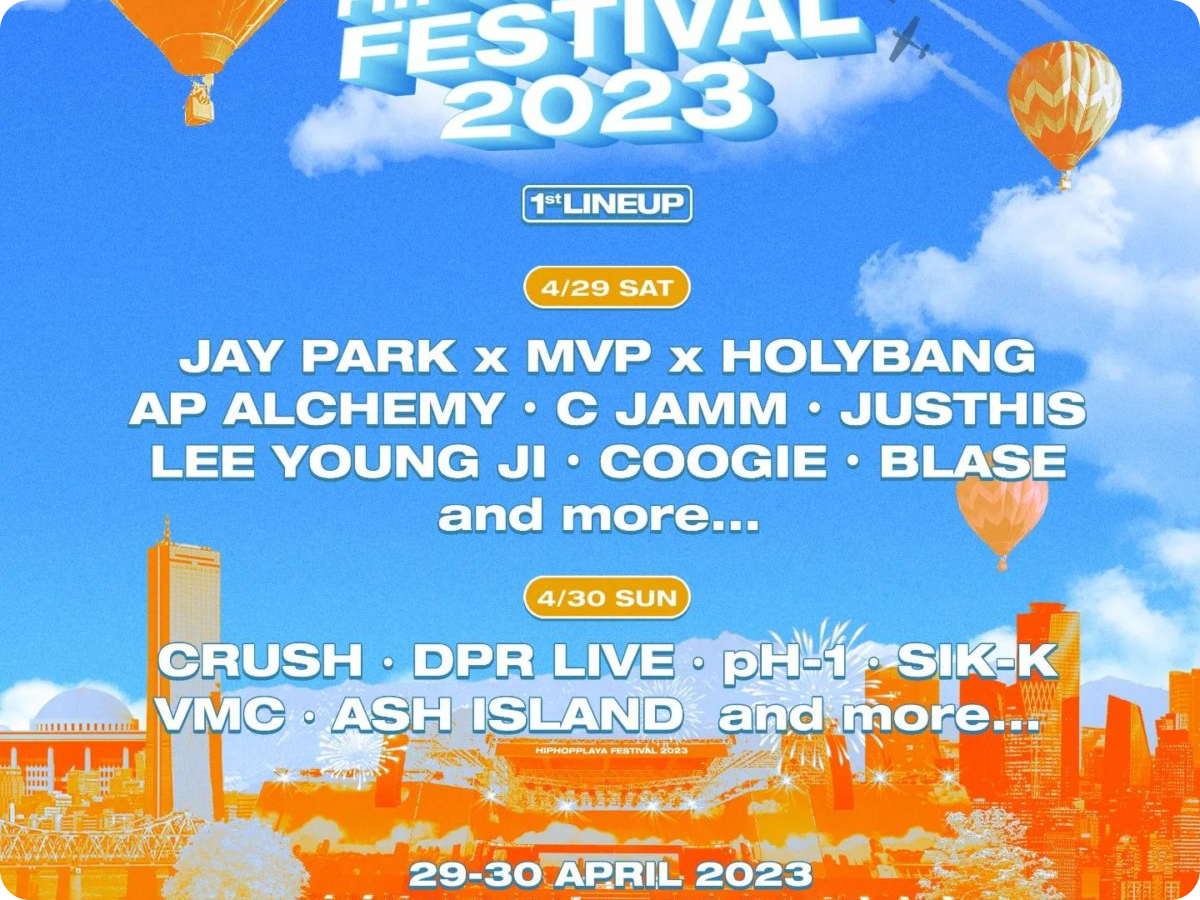 FESTIVAL
2023
1st LINEUP
4/29 SAT
JAY PARK x MVP x HOLYBANG
AP ALCHEMY • C JAMM • JUSTHIS
LEE YOUNG JI • COOGIE • BLASE
and more...
4/30 SUN
CRUSH • DPR LIVE • pH-1 • SIK-K
VMC • ASH ISLAND and more...
HIPHOPPLAYA FESTIVAL 2023
29-30 APRIL 2023